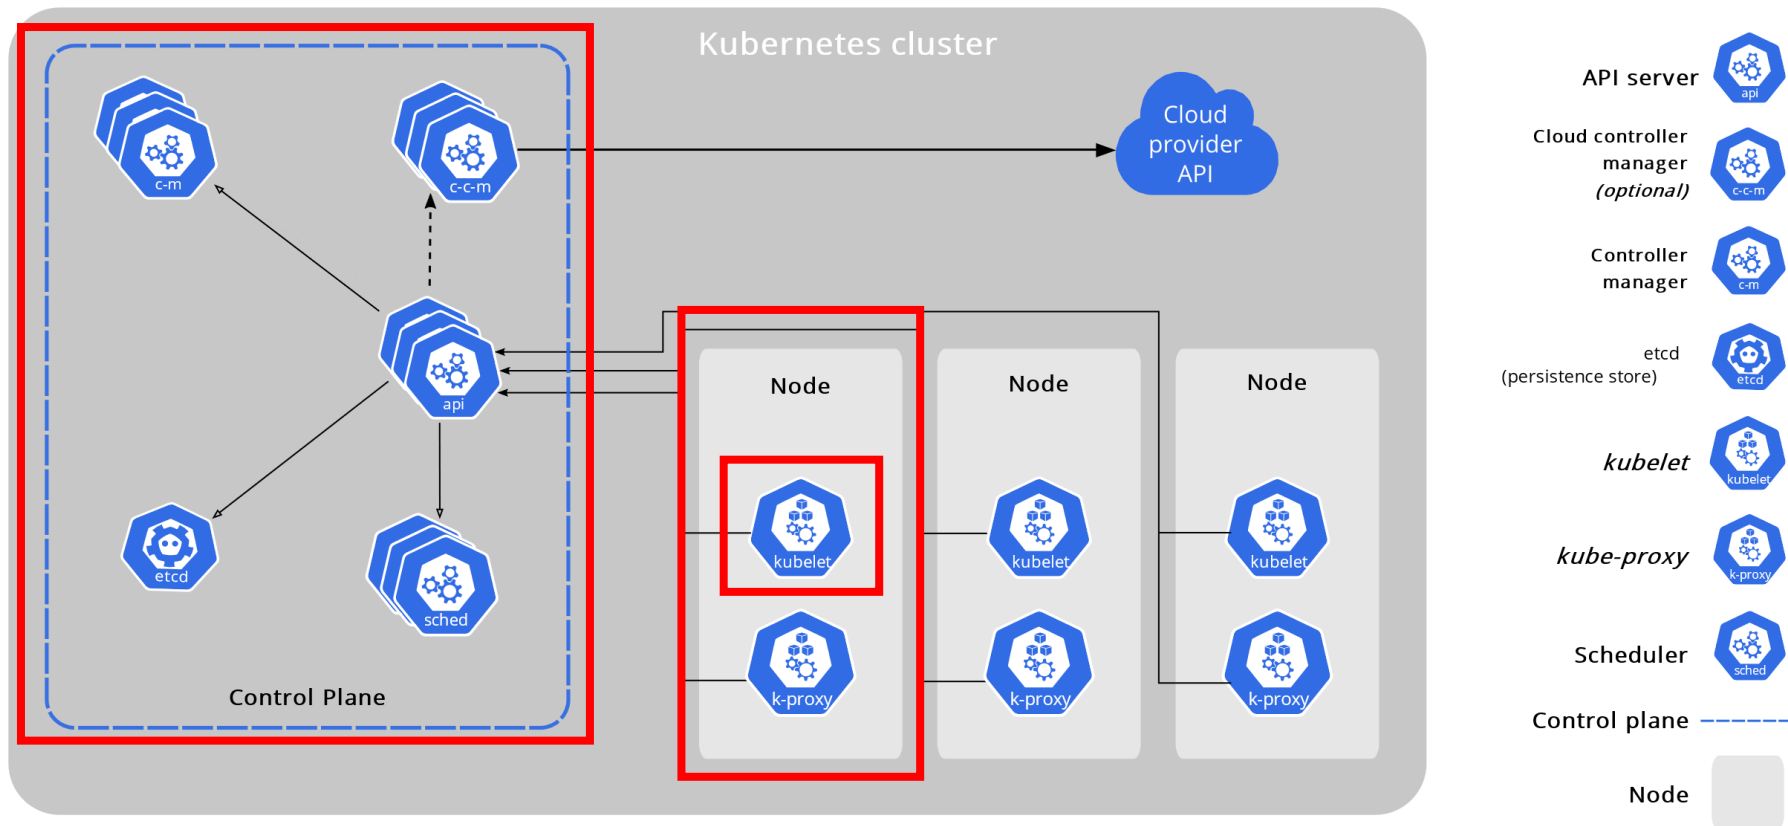 Kubernetes cluster
c-m
c-c-m
Cloud
provider
API
api
etcd
sched
Control Plane
Node
kubelet
k-proxy
Node
kubelet
k-proxy
Node
kubelet
k-proxy
API server
api
Cloud controller
manager
(optional)
c-c-m
Controller
manager
c-m
etcd
(persistence store)
etcd
kubelet
kubelet
kube-proxy
k-proxy
Scheduler
sched
Control plane
Node